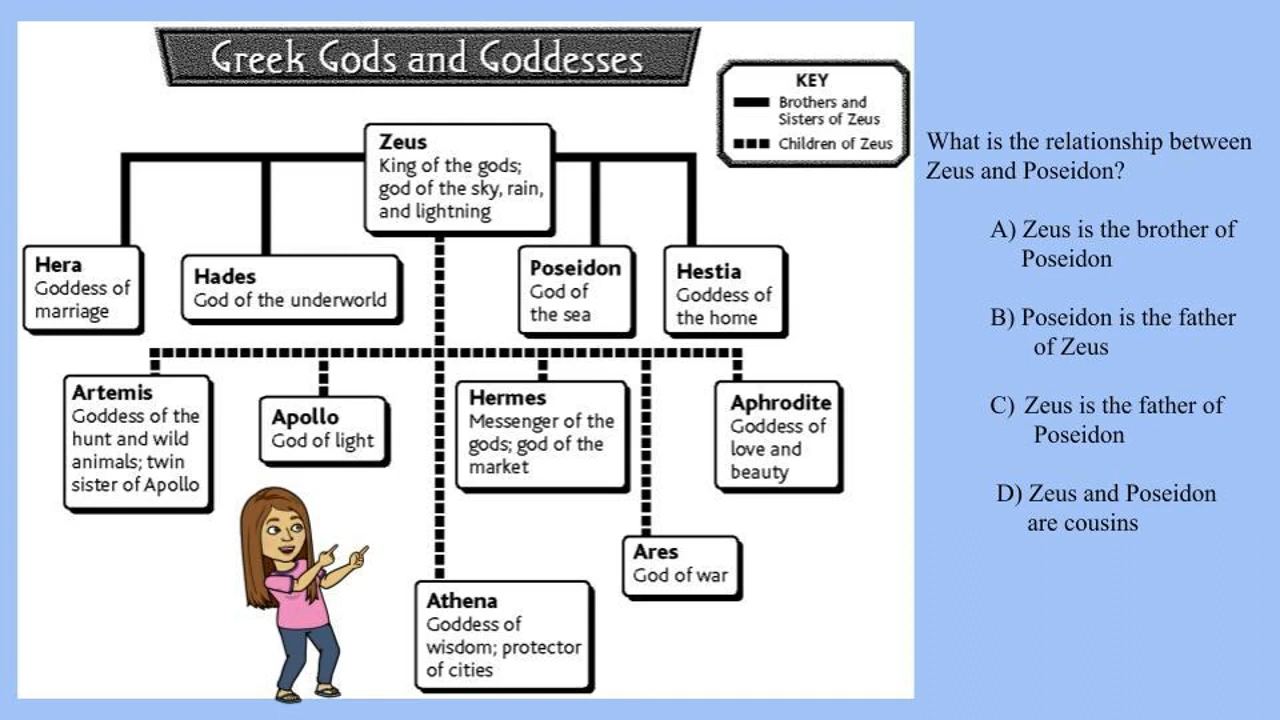 Greek Gods and Goddesses
KEY
Brothers and
Sisters of Zeus
Children of Zeus
Zeus
King of the gods;
god of the sky, rain,
and lightning
Hera
Goddess of
marriage
Hades
God of the underworld
Poseidon
God of
the sea
Hestia
Goddess of
the home
Artemis
Goddess of the
hunt and wild
animals; twin
sister of Apollo
Apollo
God of light
Hermes
Messenger of the
gods; god of the
market
Aphrodite
Goddess of
love and
beauty
Ares
God of war
Athena
Goddess of
wisdom; protector
of cities
What is the relationship between
Zeus and Poseidon?
A) Zeus is the brother of
Poseidon
B) Poseidon is the father
of Zeus
C) Zeus is the father of
Poseidon
D) Zeus and Poseidon
are cousins